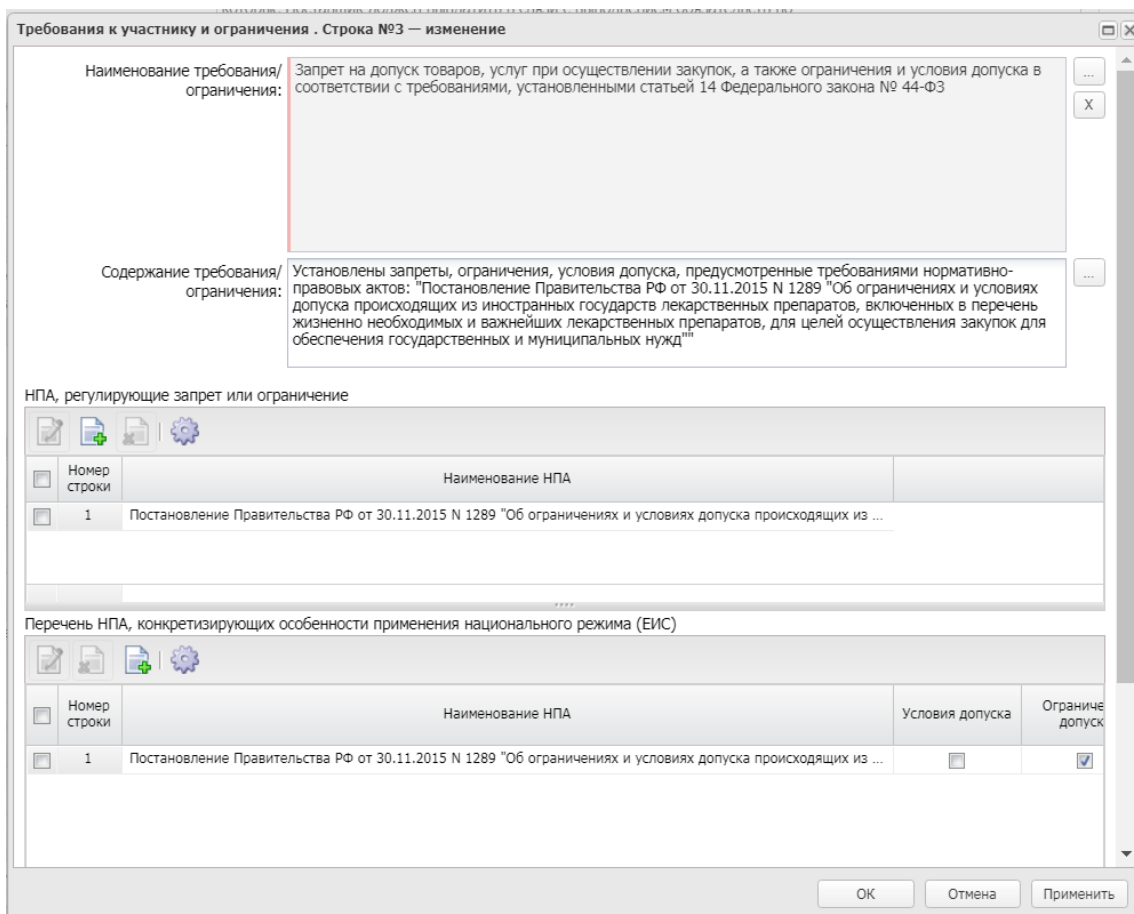 Требования к участнику и ограничения . Строка №3 — изменение
Наименование требования/
ограничения:
Запрет на допуск товаров, услуг при осуществлении закупок, а также ограничения и условия допуска в
соответствии с требованиями, установленными статьей 14 Федерального закона № 44-ФЗ
...
X
Содержание требования/
ограничения:
Установлены запреты, ограничения, условия допуска, предусмотренные требованиями нормативно-
правовых актов: "Постановление Правительства РФ от 30.11.2015 N 1289 "Об ограничениях и условиях
допуска происходящих из иностранных государств лекарственных препаратов, включенных в перечень
жизненно необходимых и важнейших лекарственных препаратов, для целей осуществления закупок для
обеспечения государственных и муниципальных нужд""
...
НПА, регулирующие запрет или ограничение
Номер
строки
Наименование НПА
1 Постановление Правительства РФ от 30.11.2015 N 1289 "Об ограничениях и условиях допуска происходящих из ...
Перечень НПА, конкретизирующих особенности применения национального режима (ЕИС)
Номер
строки
Наименование НПА
Условия допуска
Ограниче
допуск
1 Постановление Правительства РФ от 30.11.2015 N 1289 "Об ограничениях и условиях допуска происходящих из ...
ОК
Отмена
Применить